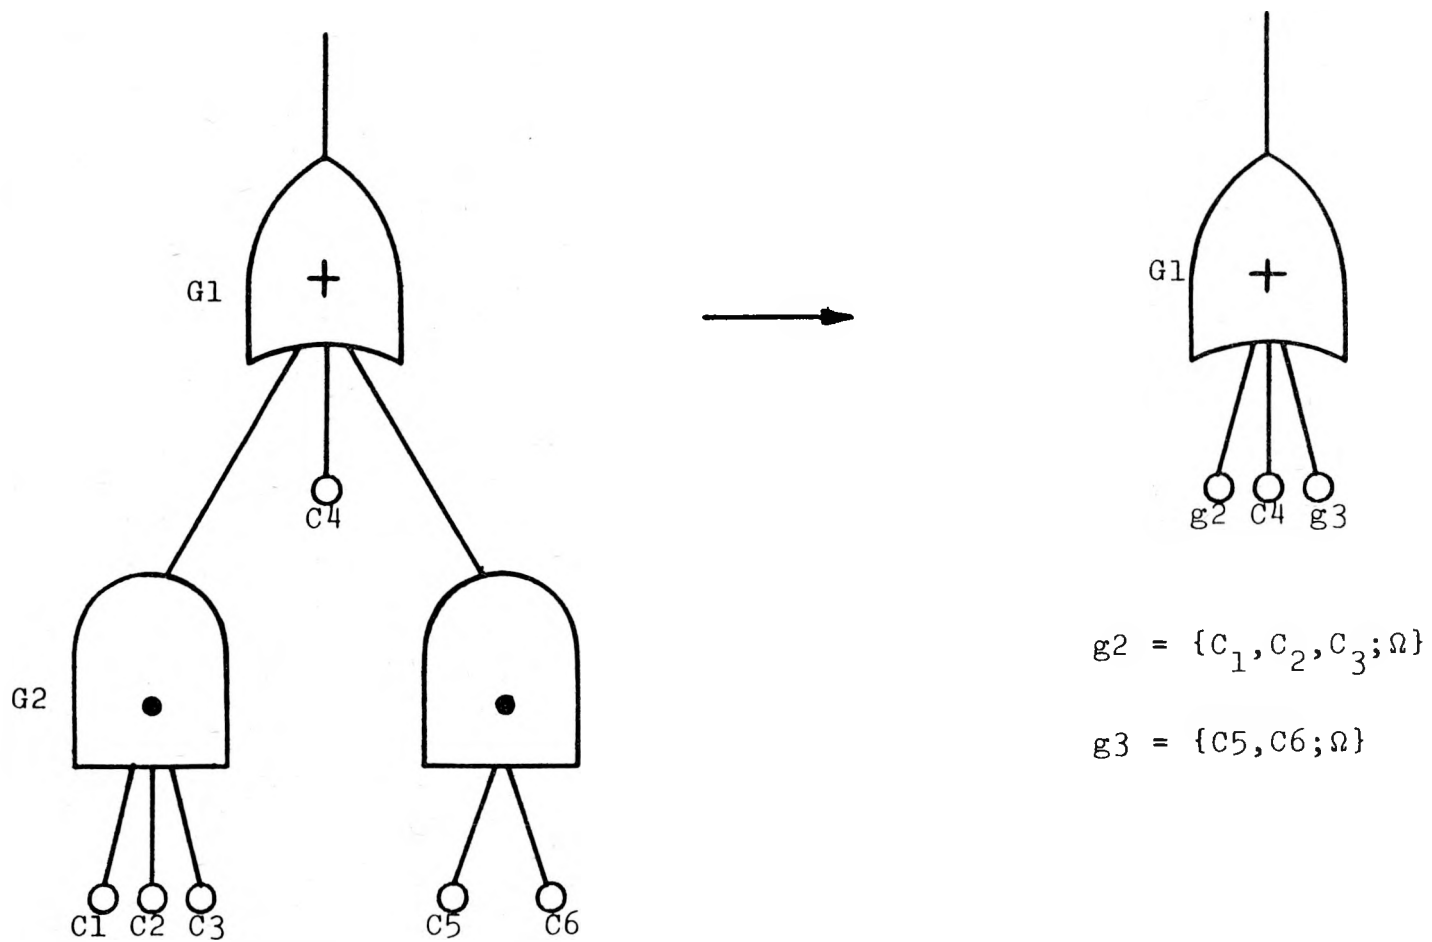 G1
+
C4
G2
C1 C2 C3
C5 C6
G1
+
g2 C4 g3
g2 = {C₁,C₂,C₃;Ω}
g3 = {C5,C6;Ω}